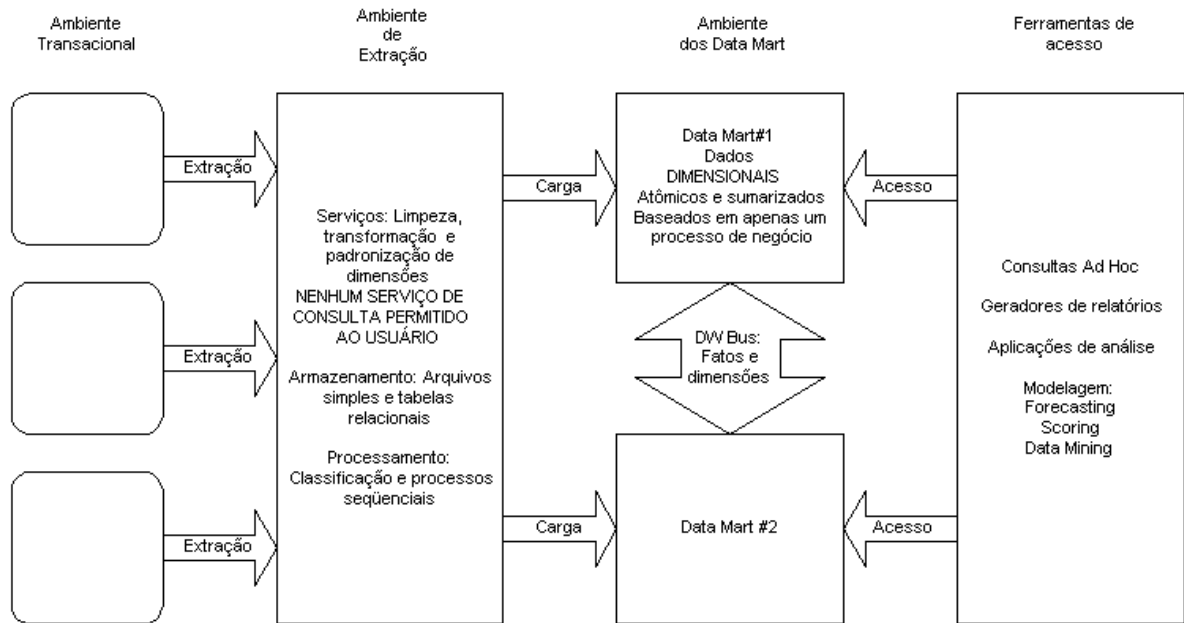 Ambiente
Transacional
Ambiente
de
Extração
Ambiente
dos Data Mart
Ferramentas de
acesso
Extração
Extração
Extração
Serviços: Limpeza,
transformação e
padronização de
dimensões
NENHUM SERVIÇO DE
CONSULTA PERMITIDO
AO USUÁRIO
Armazenamento: Arquivos
simples e tabelas
relacionais
Processamento:
Classificação e processos
seqüenciais
Carga
Carga
Data Mart#1
Dados
DIMENSIONAIS
Atômicos e sumarizados
Baseados em apenas um
processo de negócio
DW Bus:
Fatos e
dimensões
Data Mart #2
Acesso
Acesso
Consultas Ad Hoc
Geradores de relatórios
Aplicações de análise
Modelagem:
Forecasting
Scoring
Data Mining